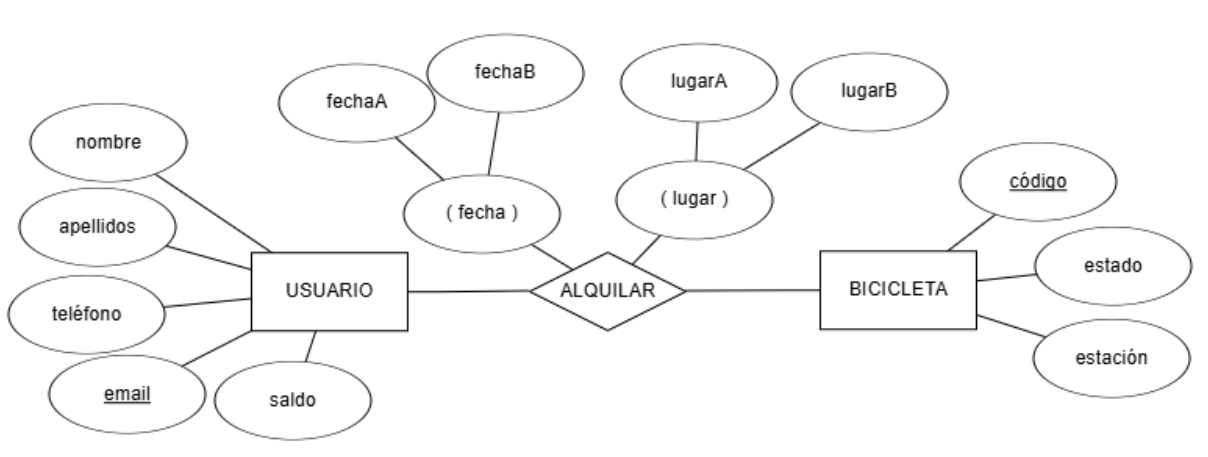 fechaB
lugarA
lugarB
fechaA
nombre
código
( lugar )
( fecha )
apellidos
estado
USUARIO
ALQUILAR
BICICLETA
teléfono
estación
email
saldo